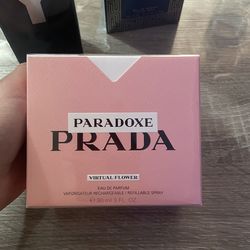 PARADOXE
PRADA
VIRTUAL FLOWER
EAU DE PARFUM
VAPORISATEUR RECHARGEABLE / REFILLABLE SPRAY